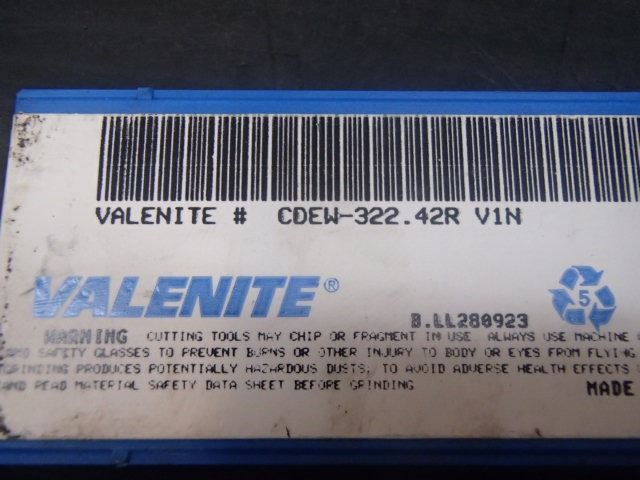 VALENITE # CDEW-322.42R V1N
VALENITE®
5
B.LL280923
WARNING CUTTING TOOLS MAY CHIP OR FRAGMENT IN USE. ALWAYS USE MACHINE
SAFETY GLASSES TO PREVENT BURNS OR OTHER INJURY TO BODY OR EYES FROM FLYING
GRINDING PRODUCES POTENTIALLY HAZARDOUS DUSTS; TO AVOID ADVERSE HEALTH EFFECTS
AND READ MATERIAL SAFETY DATA SHEET BEFORE GRINDING
MADE